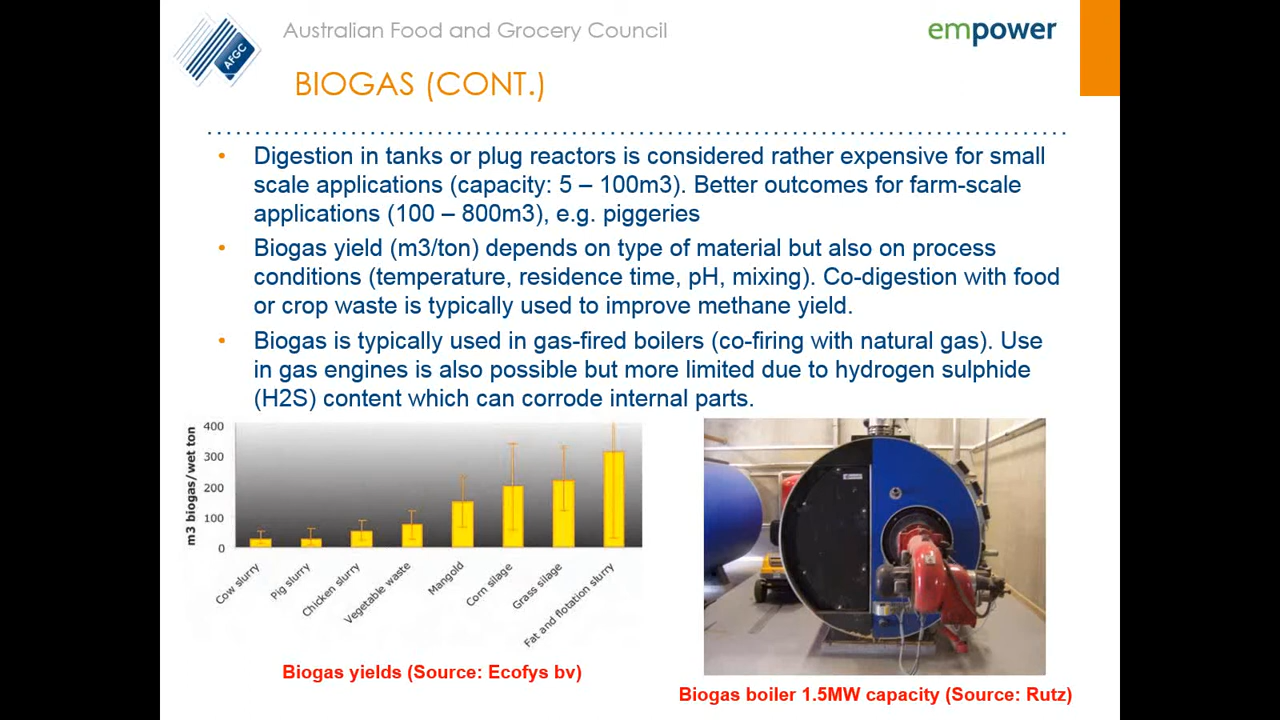 AFGC
Australian Food and Grocery Council
empower
BIOGAS (CONT.)
• Digestion in tanks or plug reactors is considered rather expensive for small
scale applications (capacity: 5 – 100m3). Better outcomes for farm-scale
applications (100 – 800m3), e.g. piggeries
• Biogas yield (m3/ton) depends on type of material but also on process
conditions (temperature, residence time, pH, mixing). Co-digestion with food
or crop waste is typically used to improve methane yield.
• Biogas is typically used in gas-fired boilers (co-firing with natural gas). Use
in gas engines is also possible but more limited due to hydrogen sulphide
(H2S) content which can corrode internal parts.
m3 biogas/wet ton
400
300
200
100
0
Cow slurry
Pig slurry
Chicken slurry
Vegetable waste
Mangold
Corn silage
Grass silage
Fat and flotation slurry
Biogas yields (Source: Ecofys bv)
Biogas boiler 1.5MW capacity (Source: Rutz)